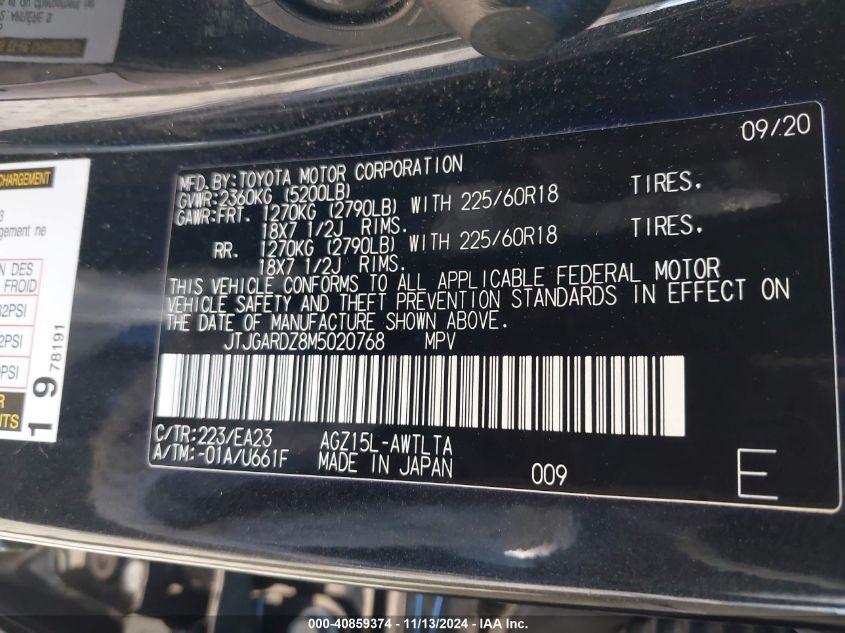 09/20
MFD.BY:TOYOTA MOTOR CORPORATION
GVWR:2360KG (5200LB)
GAWR:FRT. 1270KG (2790LB) WITH 225/60R18 TIRES.
18X7 1/2J RIMS.
RR. 1270KG (2790LB) WITH 225/60R18 TIRES.
18X7 1/2J RIMS.
THIS VEHICLE CONFORMS TO ALL APPLICABLE FEDERAL MOTOR
VEHICLE SAFETY AND THEFT PREVENTION STANDARDS IN EFFECT ON
THE DATE OF MANUFACTURE SHOWN ABOVE.
JTJGARDZ8M5020768 MPV
C/TR:223/EA23 AGZ15L-AWTLTA
A/TM:-01A/U661F MADE IN JAPAN 009 E
CHARGEMENT
gement ne
N DES
FROID
2PSI
2PSI
PSI
R
NTS
19 78191
000-40859374 - 11/13/2024 - IAA Inc.